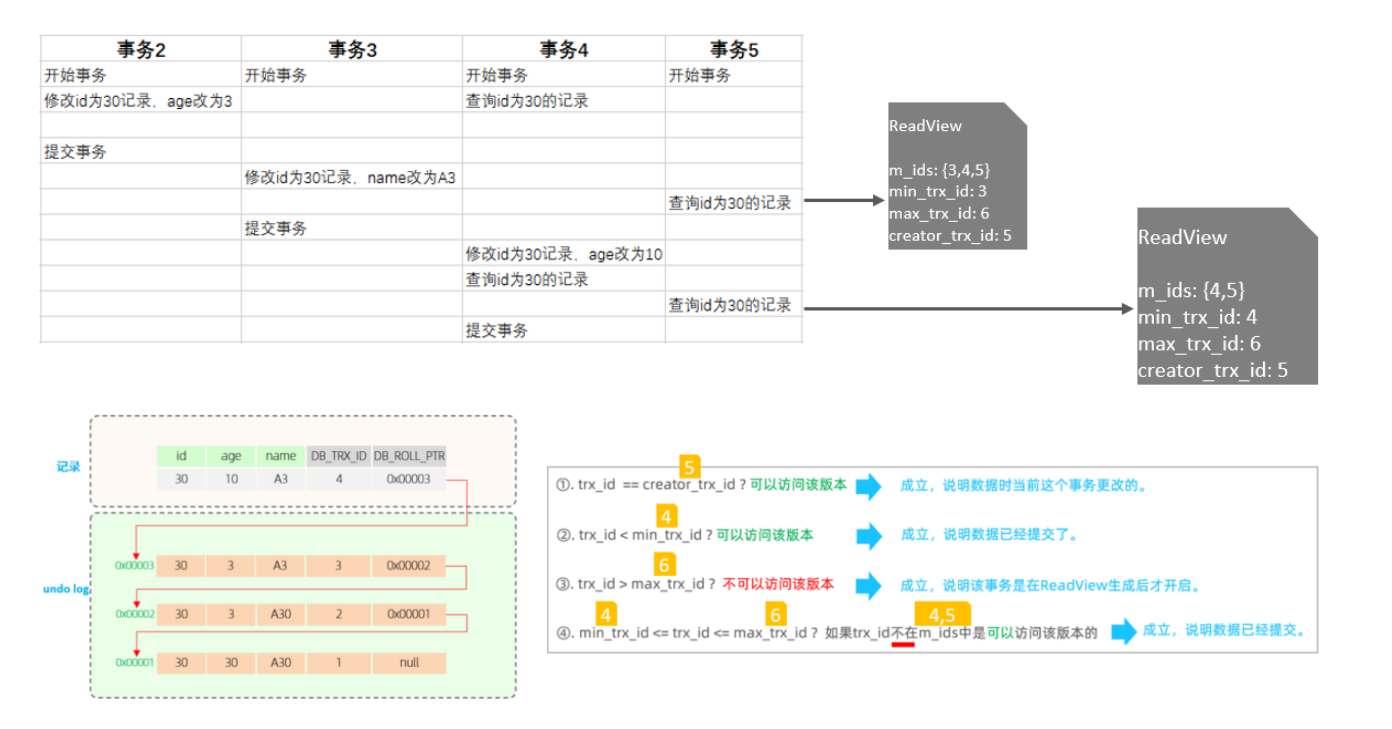 事务2 事务3 事务4 事务5
开始事务 开始事务 开始事务 开始事务
修改id为30记录，age改为3 查询id为30的记录
提交事务
修改id为30记录，name改为A3
查询id为30的记录
提交事务
修改id为30记录，age改为10
查询id为30的记录
查询id为30的记录
提交事务
ReadView
m_ids: {3,4,5}
min_trx_id: 3
max_trx_id: 6
creator_trx_id: 5
ReadView
m_ids: {4,5}
min_trx_id: 4
max_trx_id: 6
creator_trx_id: 5
记录
id age name DB_TRX_ID DB_ROLL_PTR
30 10 A3 4 0x00003
undo log
0x00003 30 3 A3 3 0x00002
0x00002 30 3 A30 2 0x00001
0x00001 30 30 A30 1 null
5
①. trx_id == creator_trx_id ? 可以访问该版本 成立，说明数据时当前这个事务更改的。
4
②. trx_id < min_trx_id ? 可以访问该版本 成立，说明数据已经提交了。
6
③. trx_id > max_trx_id ? 不可以访问该版本 成立，说明该事务是在ReadView生成后才开启。
4 6 4,5
④. min_trx_id <= trx_id <= max_trx_id ? 如果trx_id不在m_ids中是可以访问该版本的 成立，说明数据已经提交。